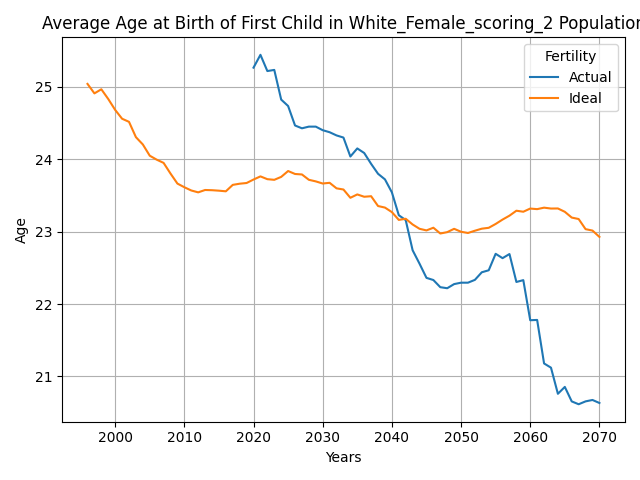 Average Age at Birth of First Child in White_Female_scoring_2 Population
Fertility
Actual
Ideal
Age
25
24
23
22
21
2000
2010
2020
2030
2040
2050
2060
2070
Years